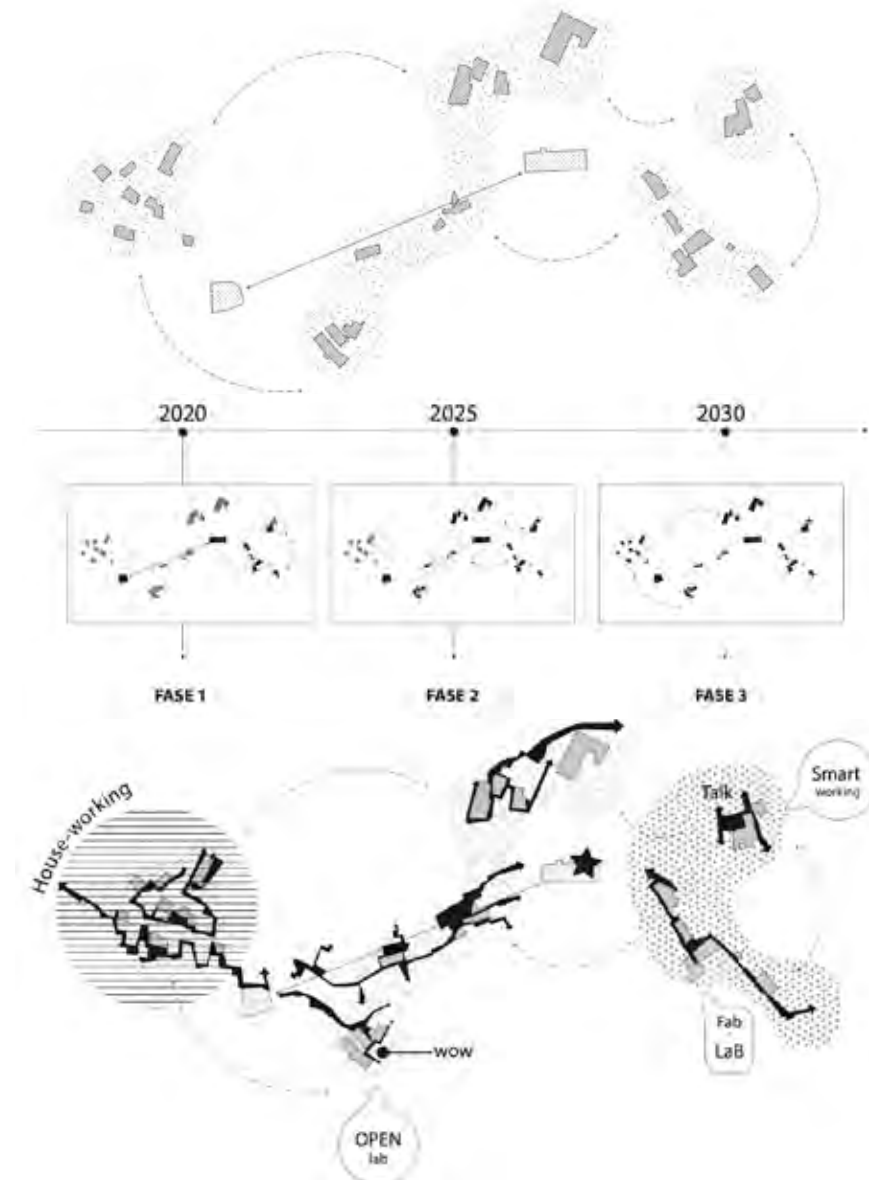 2020
2025
2030
FASE 1
FASE 2
FASE 3
House-working
Talk
Smart
working
Fab
LaB
WOW
OPEN
lab